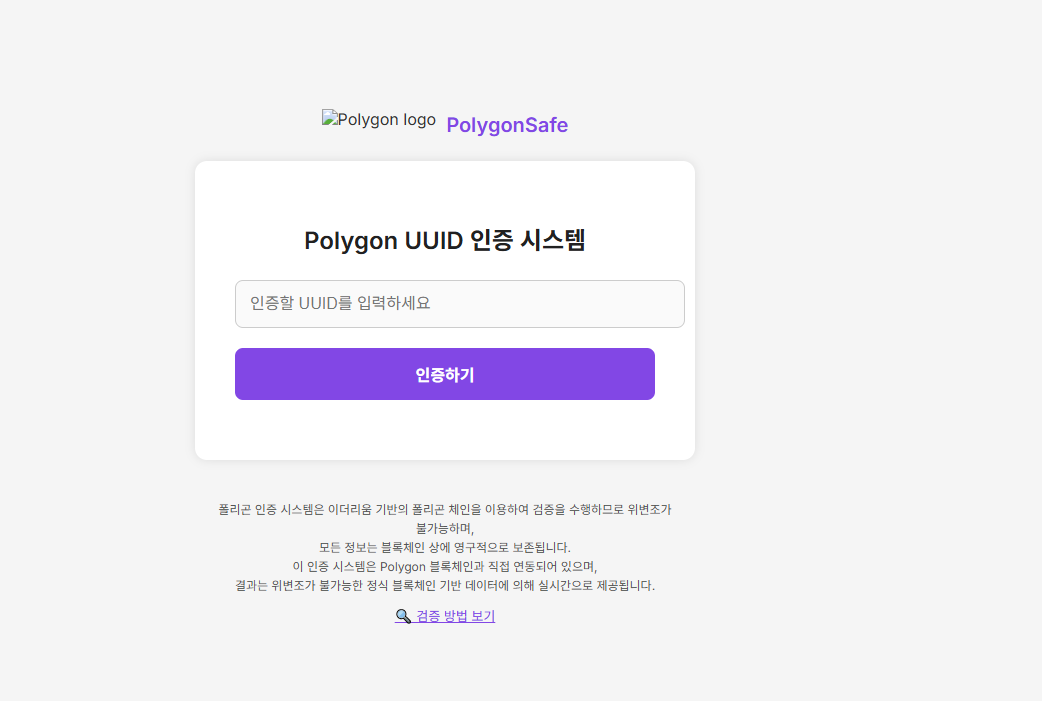 Polygon logo PolygonSafe
Polygon UUID 인증 시스템
인증할 UUID를 입력하세요
인증하기
폴리곤 인증 시스템은 이더리움 기반의 폴리곤 체인을 이용하여 검증을 수행하므로 위변조가
불가능하며,
모든 정보는 블록체인 상에 영구적으로 보존됩니다.
이 인증 시스템은 Polygon 블록체인과 직접 연동되어 있으며,
결과는 위변조가 불가능한 정식 블록체인 기반 데이터에 의해 실시간으로 제공됩니다.
🔍 검증 방법 보기